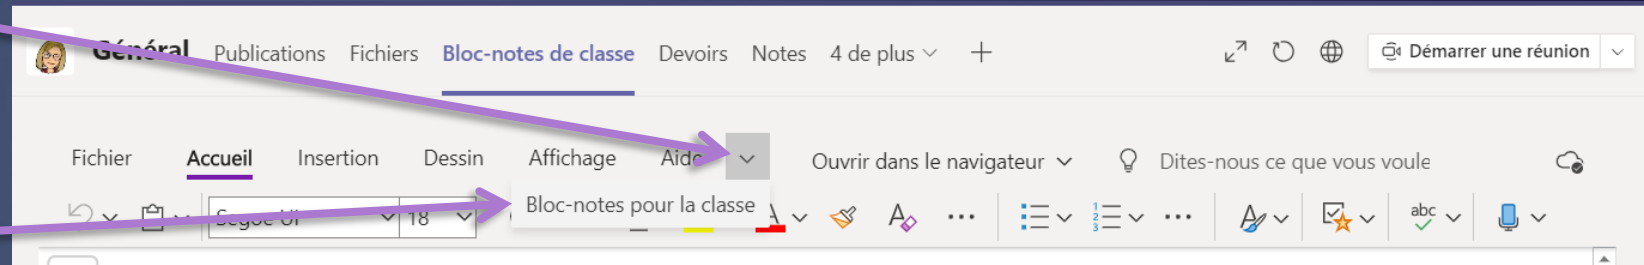 Général Publications Fichiers Bloc-notes de classe Devoirs Notes 4 de plus Démarrer une réunion
Fichier Accueil Insertion Dessin Affichage Aide Ouvrir dans le navigateur Dites-nous ce que vous voule
Bloc-notes pour la classe
Segoe UI 18 A A abc